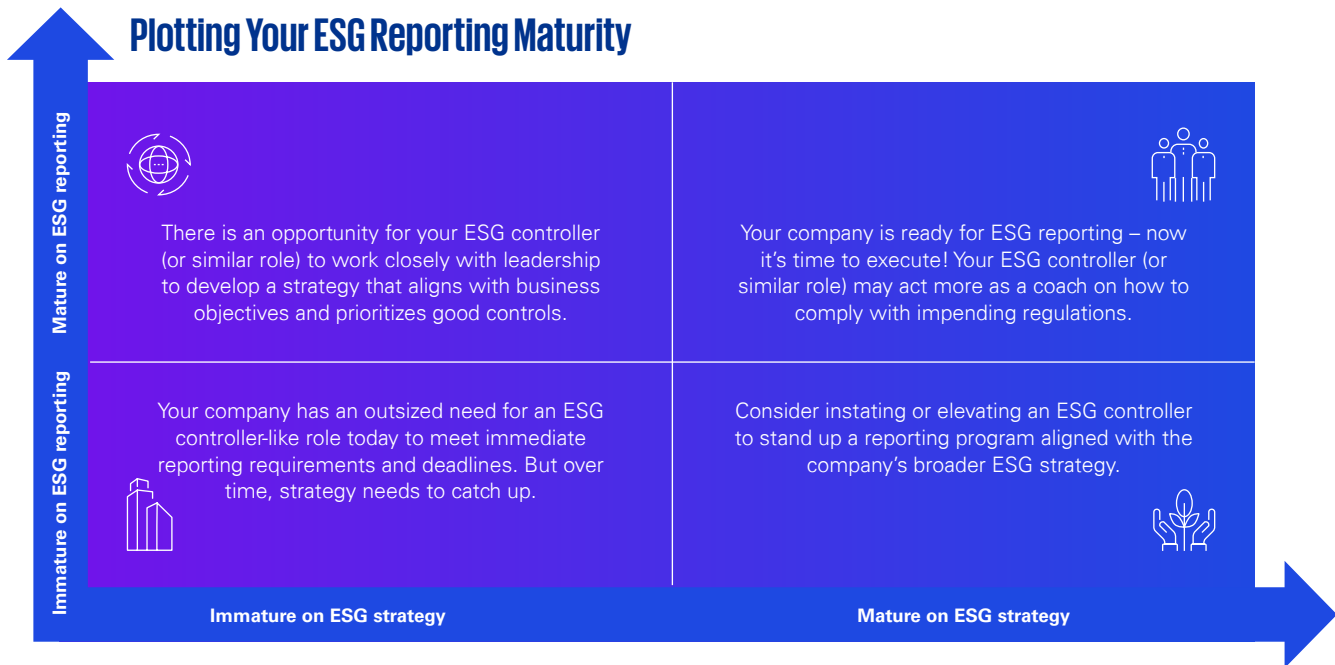 Plotting Your ESG Reporting Maturity
Mature on ESG reporting
There is an opportunity for your ESG controller
(or similar role) to work closely with leadership
to develop a strategy that aligns with business
objectives and prioritizes good controls.
Your company is ready for ESG reporting – now
it’s time to execute! Your ESG controller (or
similar role) may act more as a coach on how to
comply with impending regulations.
Immature on ESG reporting
Your company has an outsized need for an ESG
controller-like role today to meet immediate
reporting requirements and deadlines. But over
time, strategy needs to catch up.
Consider instating or elevating an ESG controller
to stand up a reporting program aligned with the
company’s broader ESG strategy.
Immature on ESG strategy
Mature on ESG strategy